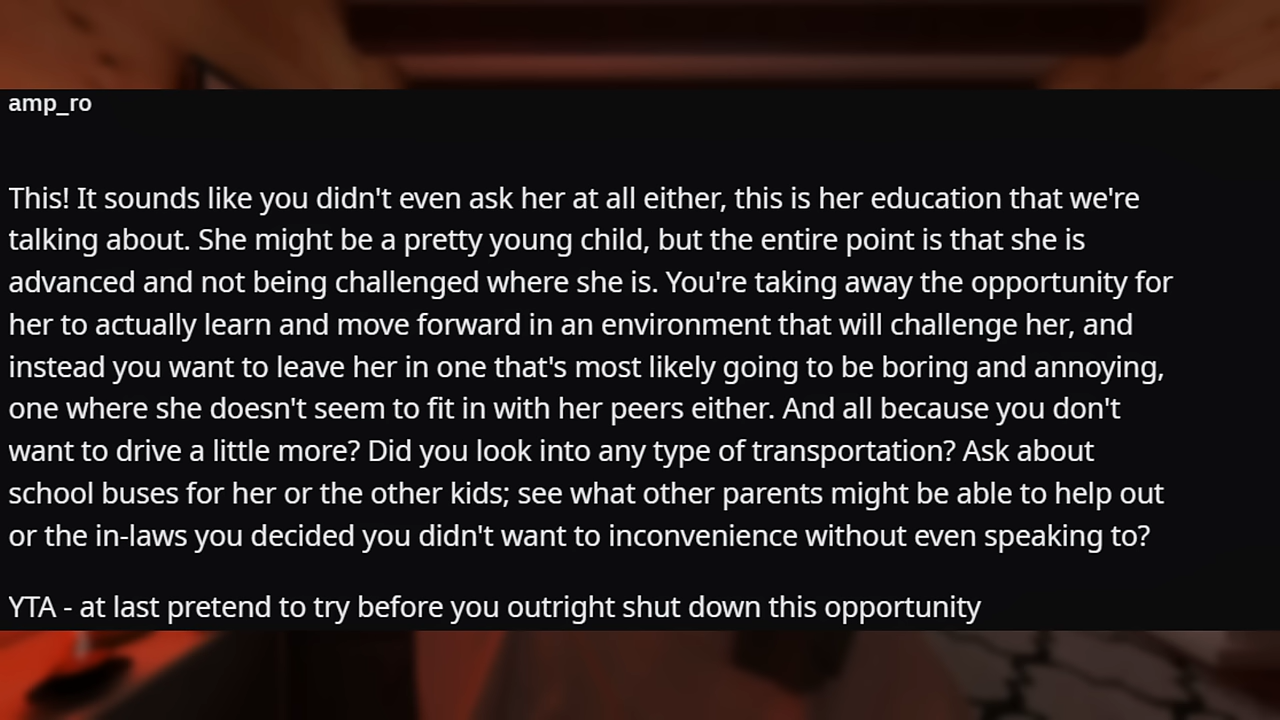 amp_ro
This! It sounds like you didn't even ask her at all either, this is her education that we're
talking about. She might be a pretty young child, but the entire point is that she is
advanced and not being challenged where she is. You're taking away the opportunity for
her to actually learn and move forward in an environment that will challenge her, and
instead you want to leave her in one that's most likely going to be boring and annoying,
one where she doesn't seem to fit in with her peers either. And all because you don't
want to drive a little more? Did you look into any type of transportation? Ask about
school buses for her or the other kids; see what other parents might be able to help out
or the in-laws you decided you didn't want to inconvenience without even speaking to?
YTA - at last pretend to try before you outright shut down this opportunity